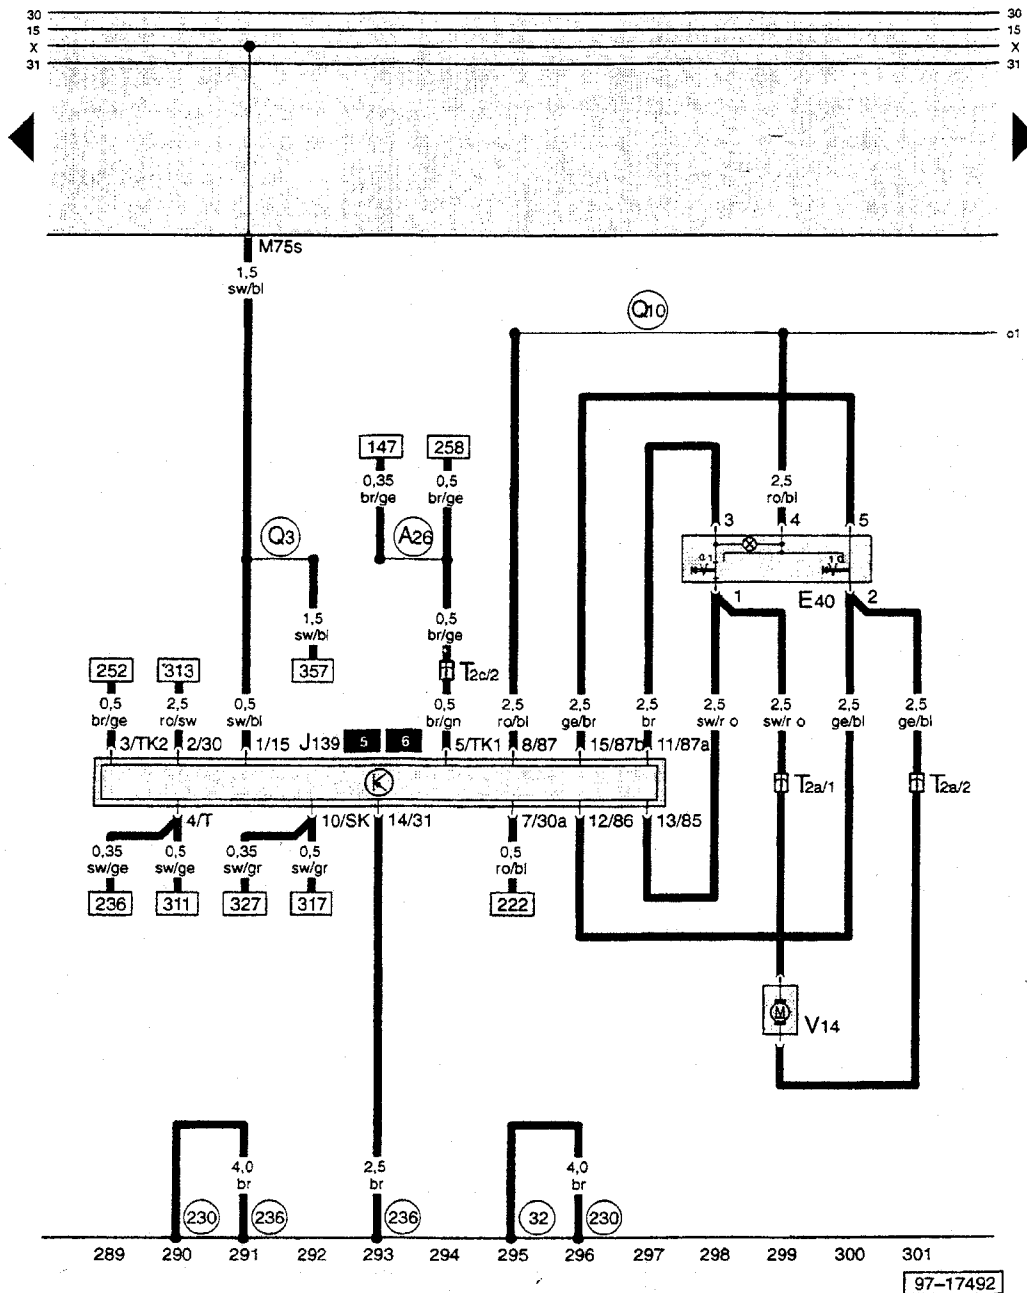 30 30
15 15
X X
31 31
M75s
1,5
sw/bl
Q10
o1
147 258
0,35 0,5 2,5
br/ge br/ge ro/bl
Q3 A26 3 4 5
1,5 0,5 1 E40 2
sw/bl br/ge
252 313 357 T2c/2
0,5 2,5 0,5 0,5 2,5 2,5 2,5 2,5 2,5 2,5 2,5
br/ge ro/sw sw/bl br/gn ro/bl ge/br br sw/r o sw/r o ge/bl ge/bl
3/TK2 2/30 1/15 J139 5 6 5/TK1 8/87 15/87b 11/87a
K T2a/1 T2a/2
4/T 10/SK 14/31 7/30a 12/86 13/85
0,35 0,5 0,35 0,5 0,5
sw/ge sw/ge sw/gr sw/gr ro/bl
236 311 327 317 222
M V14
4,0 2,5 4,0
br br br
230 236 236 32 230
289 290 291 292 293 294 295 296 297 298 299 300 301
97-17492